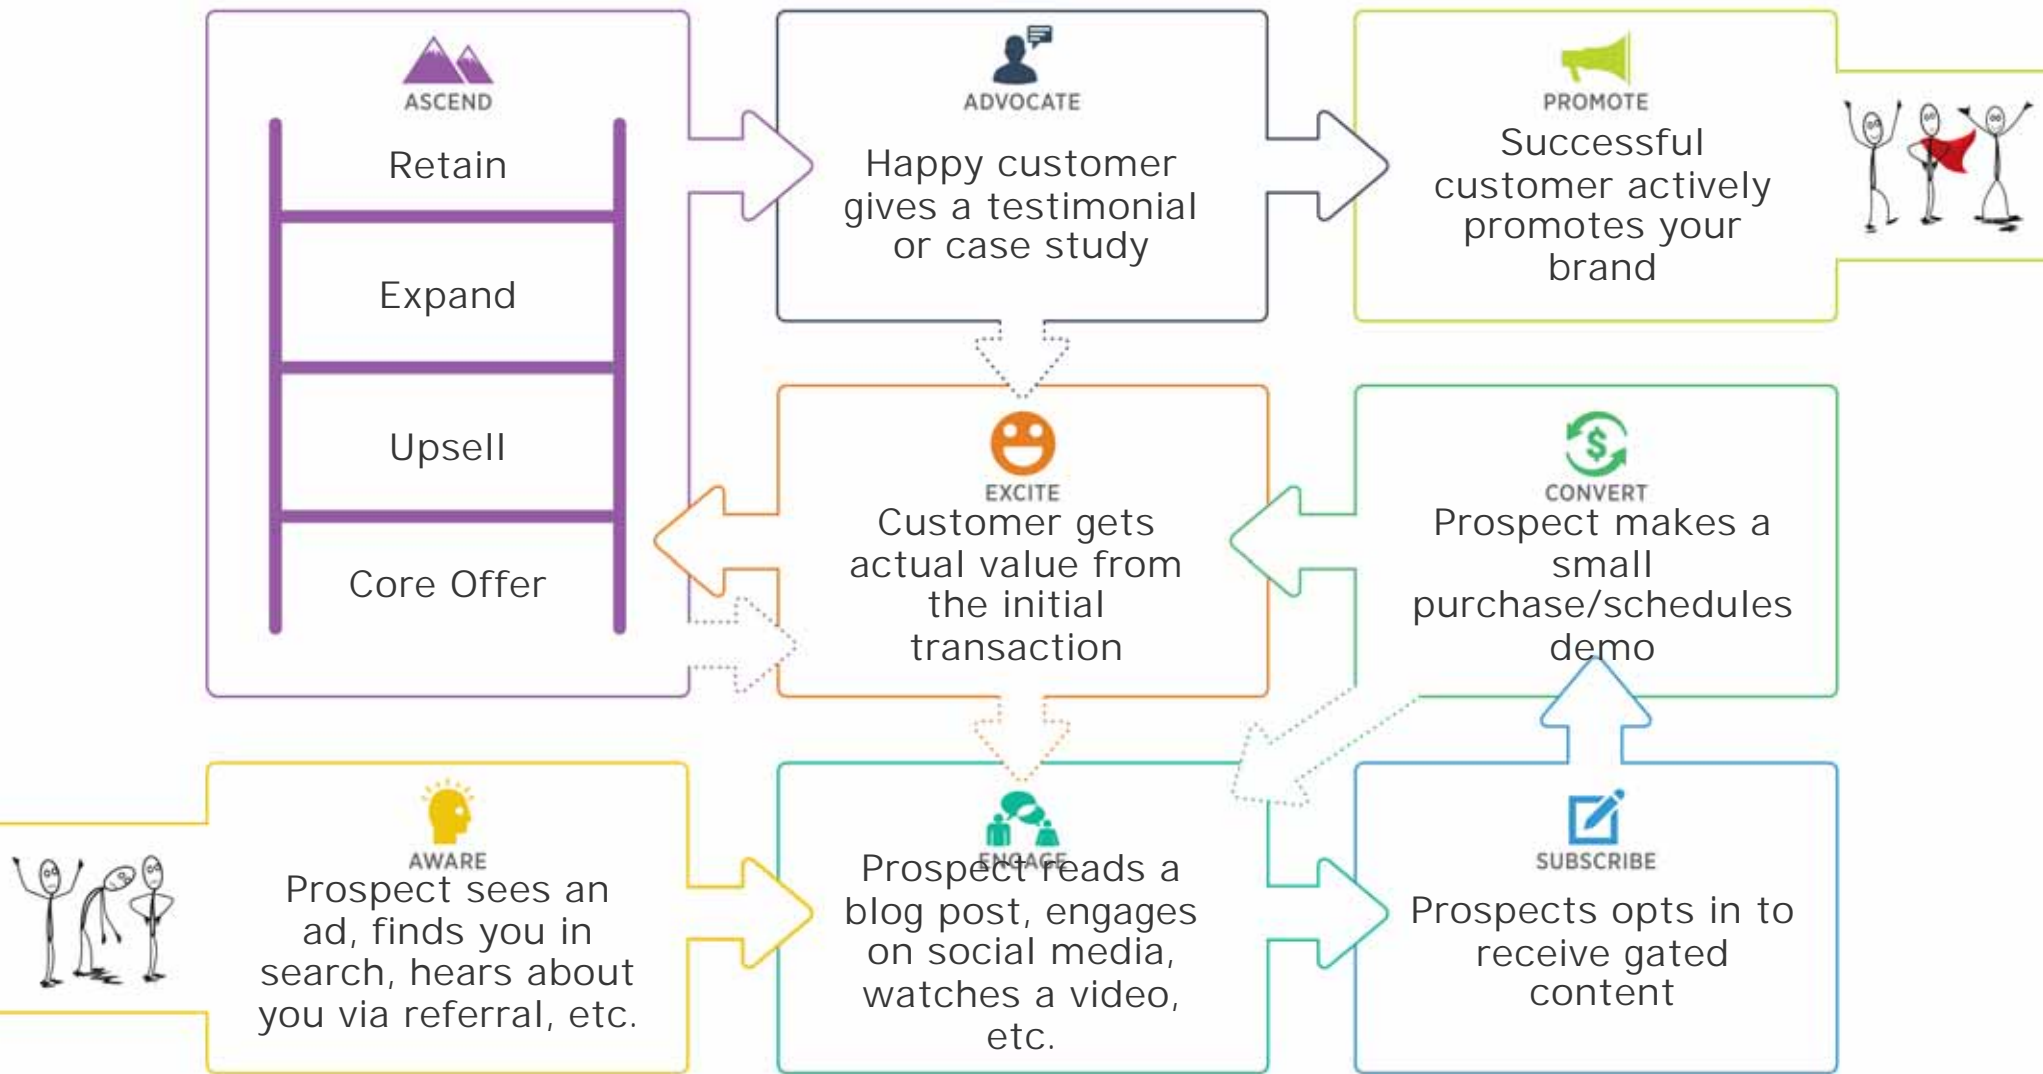 ASCEND
Retain
Expand
Upsell
Core Offer
ADVOCATE
Happy customer
gives a testimonial
or case study
PROMOTE
Successful
customer actively
promotes your
brand
EXCITE
Customer gets
actual value from
the initial
transaction
CONVERT
$
Prospect makes a
small
purchase/schedules
demo
AWARE
Prospect sees an
ad, finds you in
search, hears about
you via referral, etc.
ENGAGE
Prospect reads a
blog post, engages
on social media,
watches a video,
etc.
SUBSCRIBE
Prospects opts in to
receive gated
content